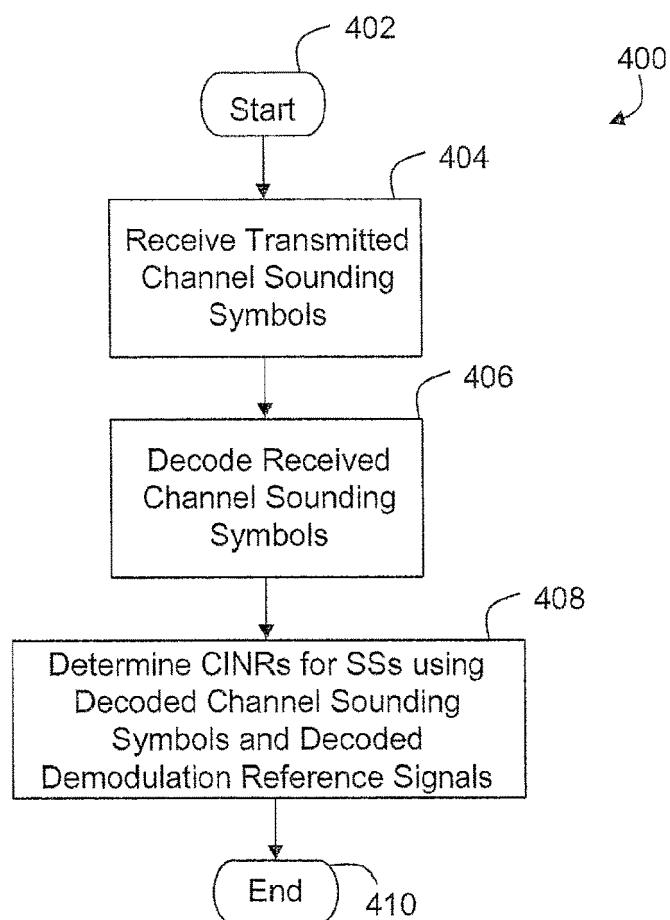 402
400
Start
404
Receive Transmitted
Channel Sounding
Symbols
406
Decode Received
Channel Sounding
Symbols
408
Determine CINRs for SSs using
Decoded Channel Sounding
Symbols and Decoded
Demodulation Reference Signals
End
410